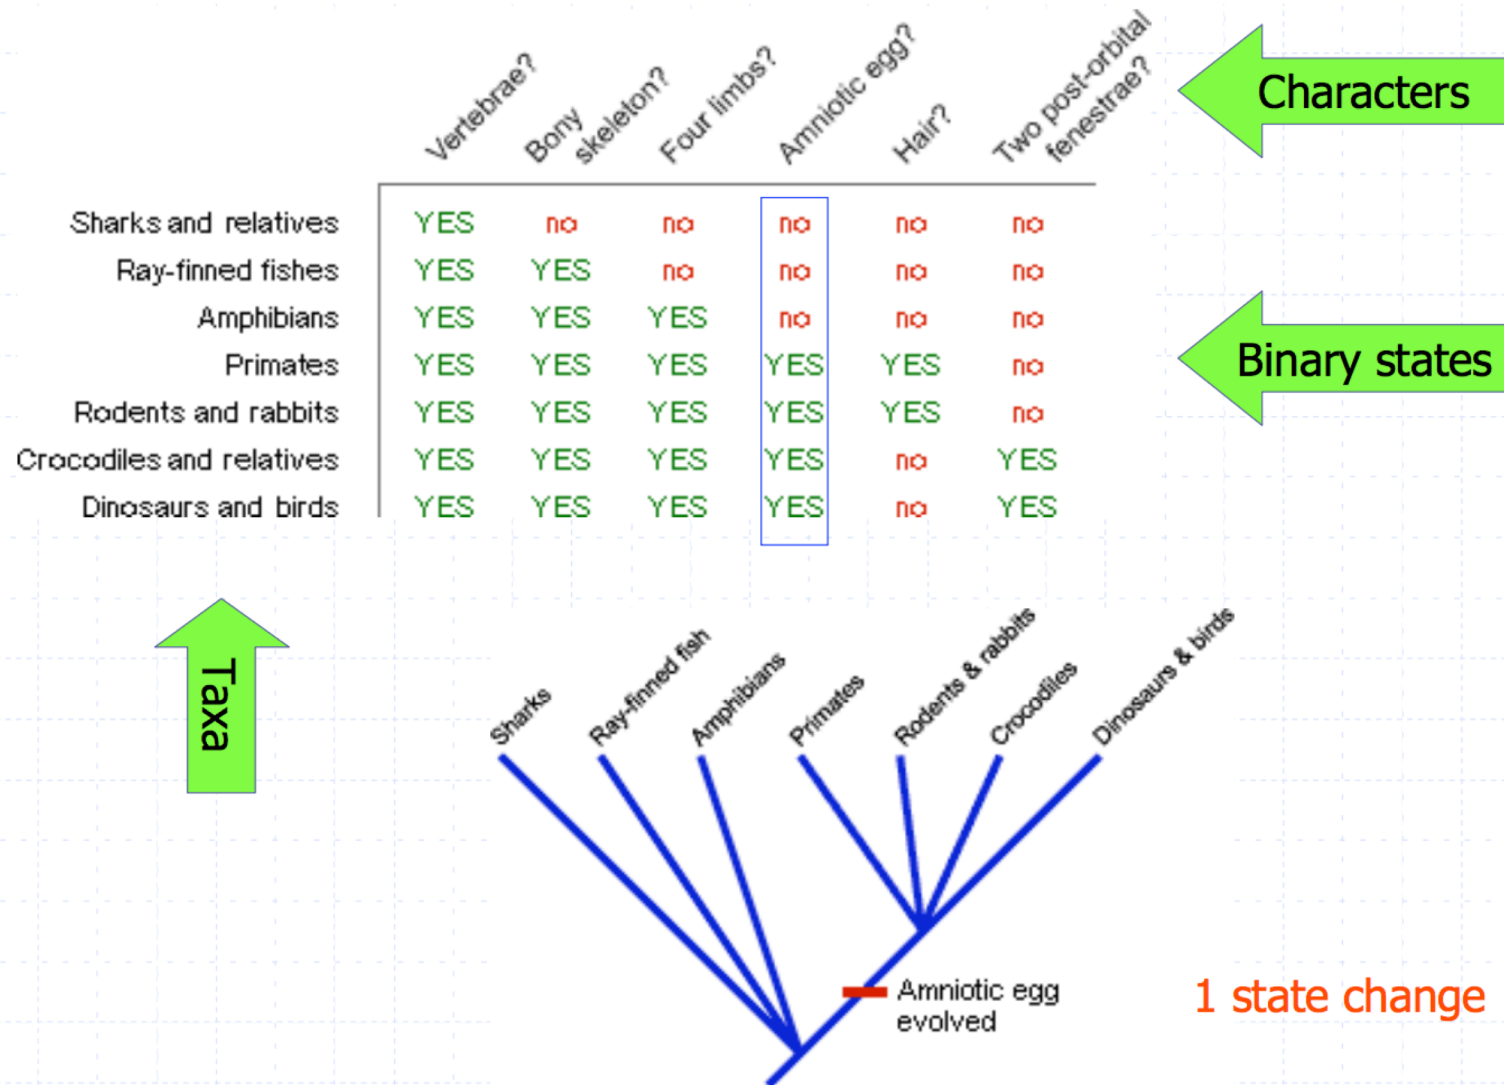 Vertebrae?
Bony
skeleton?
Four limbs?
Amniotic egg?
Hair?
Two post-orbital
fenestrae?
Characters
Sharks and relatives YES no no no no no
Ray-finned fishes YES YES no no no no
Amphibians YES YES YES no no no
Primates YES YES YES YES YES no
Binary states
Rodents and rabbits YES YES YES YES YES no
Crocodiles and relatives YES YES YES YES no YES
Dinosaurs and birds YES YES YES YES no YES
Taxa
Sharks
Ray-finned fish
Amphibians
Primates
Rodents & rabbits
Crocodiles
Dinosaurs & birds
Amniotic egg
evolved
1 state change